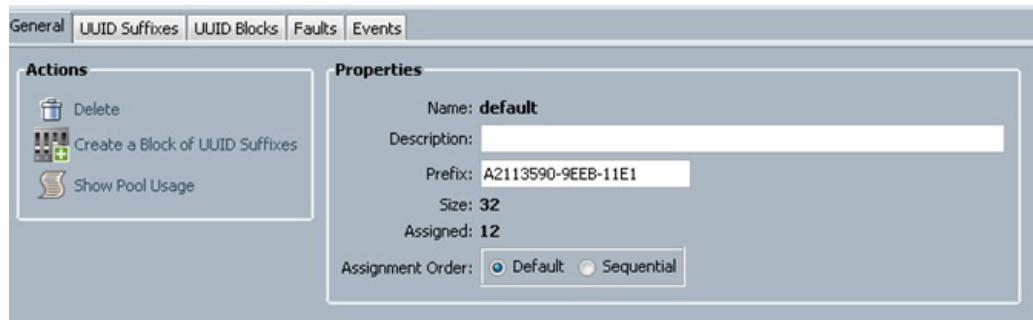 General UUID Suffixes UUID Blocks Faults Events
Actions
Delete
Create a Block of UUID Suffixes
Show Pool Usage
Properties
Name: default
Description:
Prefix: A2113590-9EEB-11E1
Size: 32
Assigned: 12
Assignment Order: Default Sequential